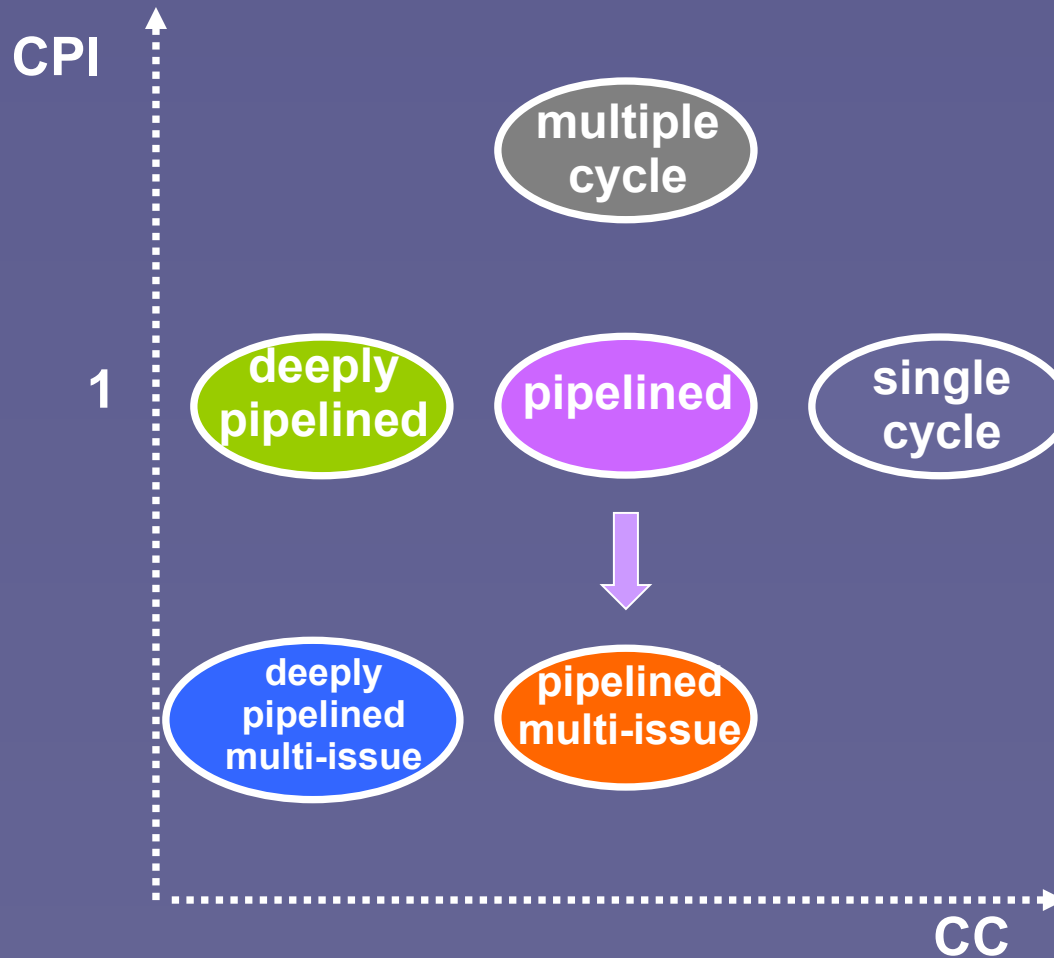 CPI
multiple
cycle
1
deeply
pipelined
pipelined
single
cycle
deeply
pipelined
multi-issue
pipelined
multi-issue
CC